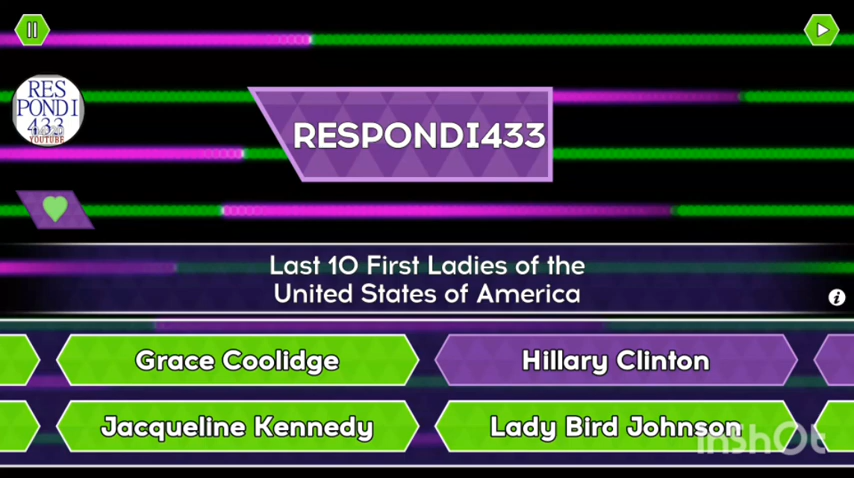 RES
PONDI
433
YOUTUBE
RESPONDI433
Last 10 First Ladies of the
United States of America
i
Grace Coolidge
Hillary Clinton
Jacqueline Kennedy
Lady Bird Johnson
InShOt